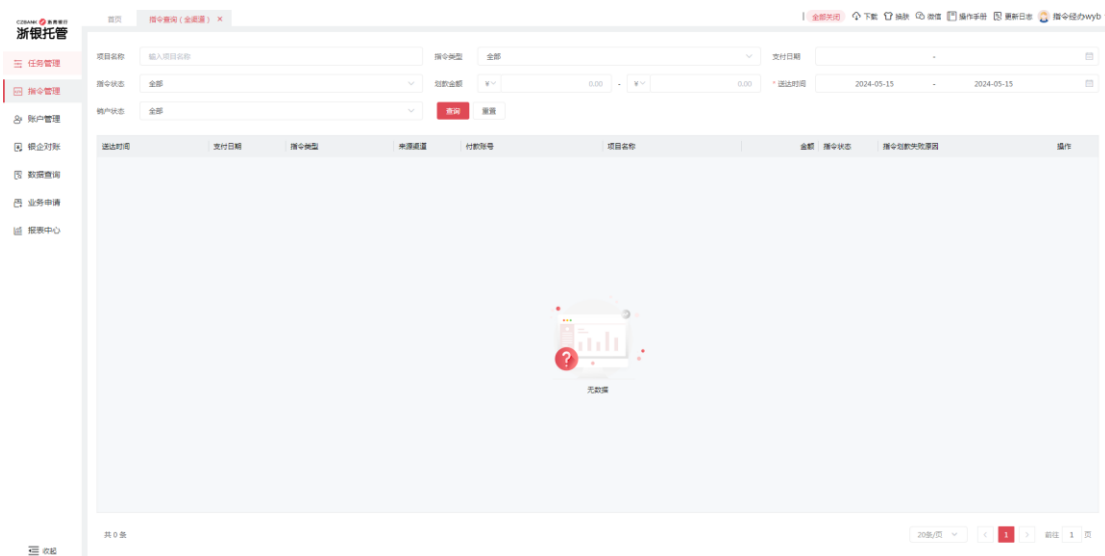 CZBANK 浙商银行
浙银托管
首页 指令查询（全渠道） ×
全部关闭 下载 换肤 微信 操作手册 更新日志 指令经办wyb
任务管理
指令管理
账户管理
银企对账
数据查询
业务申请
报表中心
收起
项目名称 输入项目名称 指令类型 全部 支付日期 -
指令状态 全部 划款金额 ¥ 0.00 - ¥ 0.00 * 送达时间 2024-05-15 - 2024-05-15
销户状态 全部 查询 重置
送达时间 支付日期 指令类型 来源渠道 付款账号 项目名称 金额 指令状态 指令划款失败原因 操作
?
无数据
共 0 条 20条/页 < 1 > 前往 1 页